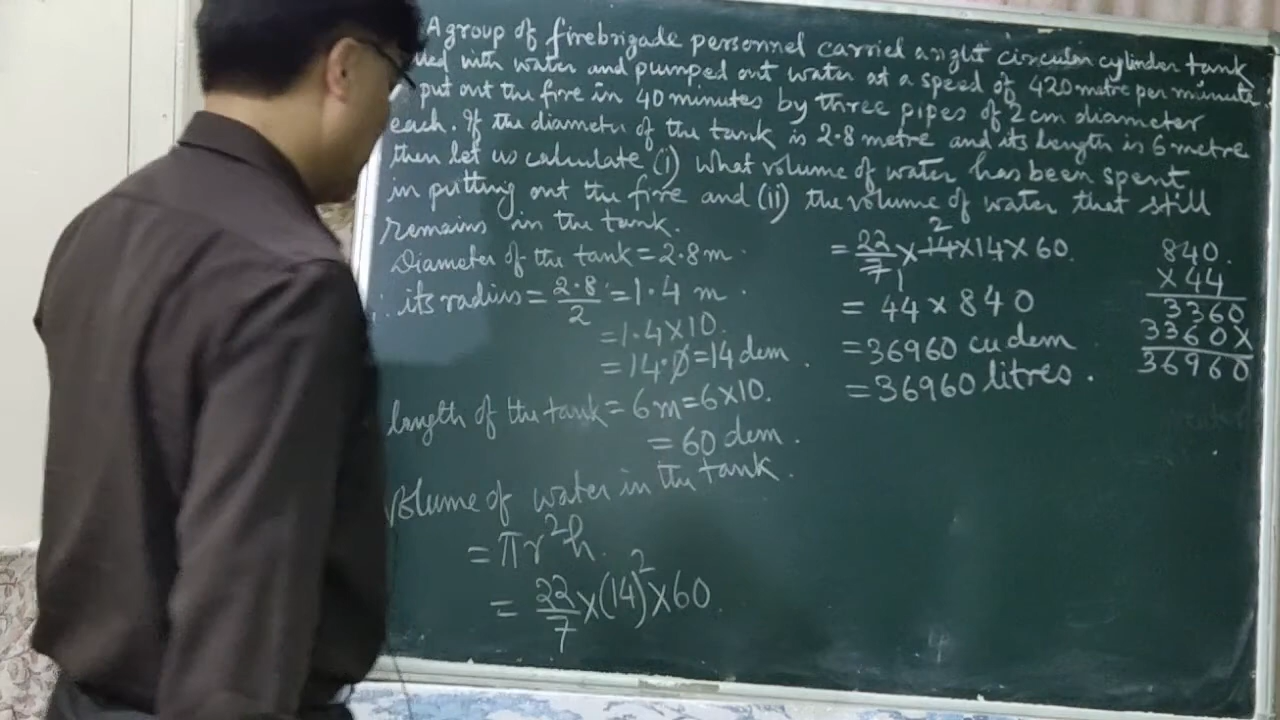 A group of firebrigade personnel carried a right circular cylinder tank
with water and pumped out water at a speed of 420 metre per minute
put out the fire in 40 minutes by three pipes of 2 cm diameter
each. If the diameter of the tank is 2.8 metre and its length is 6 metre
then let us calculate (i) what volume of water has been spent
in putting out the fire and (ii) the volume of water that still
remains in the tank.
Diameter of the tank = 2.8 m.
its radius = 2.8/2 = 1.4 m.
= 1.4 × 10.
= 14.0 = 14 dcm.
length of the tank = 6 m = 6 × 10.
= 60 dcm.
Volume of water in the tank.
= πr²h.
= 22/7 × (14)² × 60.
2
= 22/7 × 14 × 14 × 60.
1
= 44 × 840
= 36960 cu dcm
= 36960 litres.
840.
× 44
3360
3360×
36960